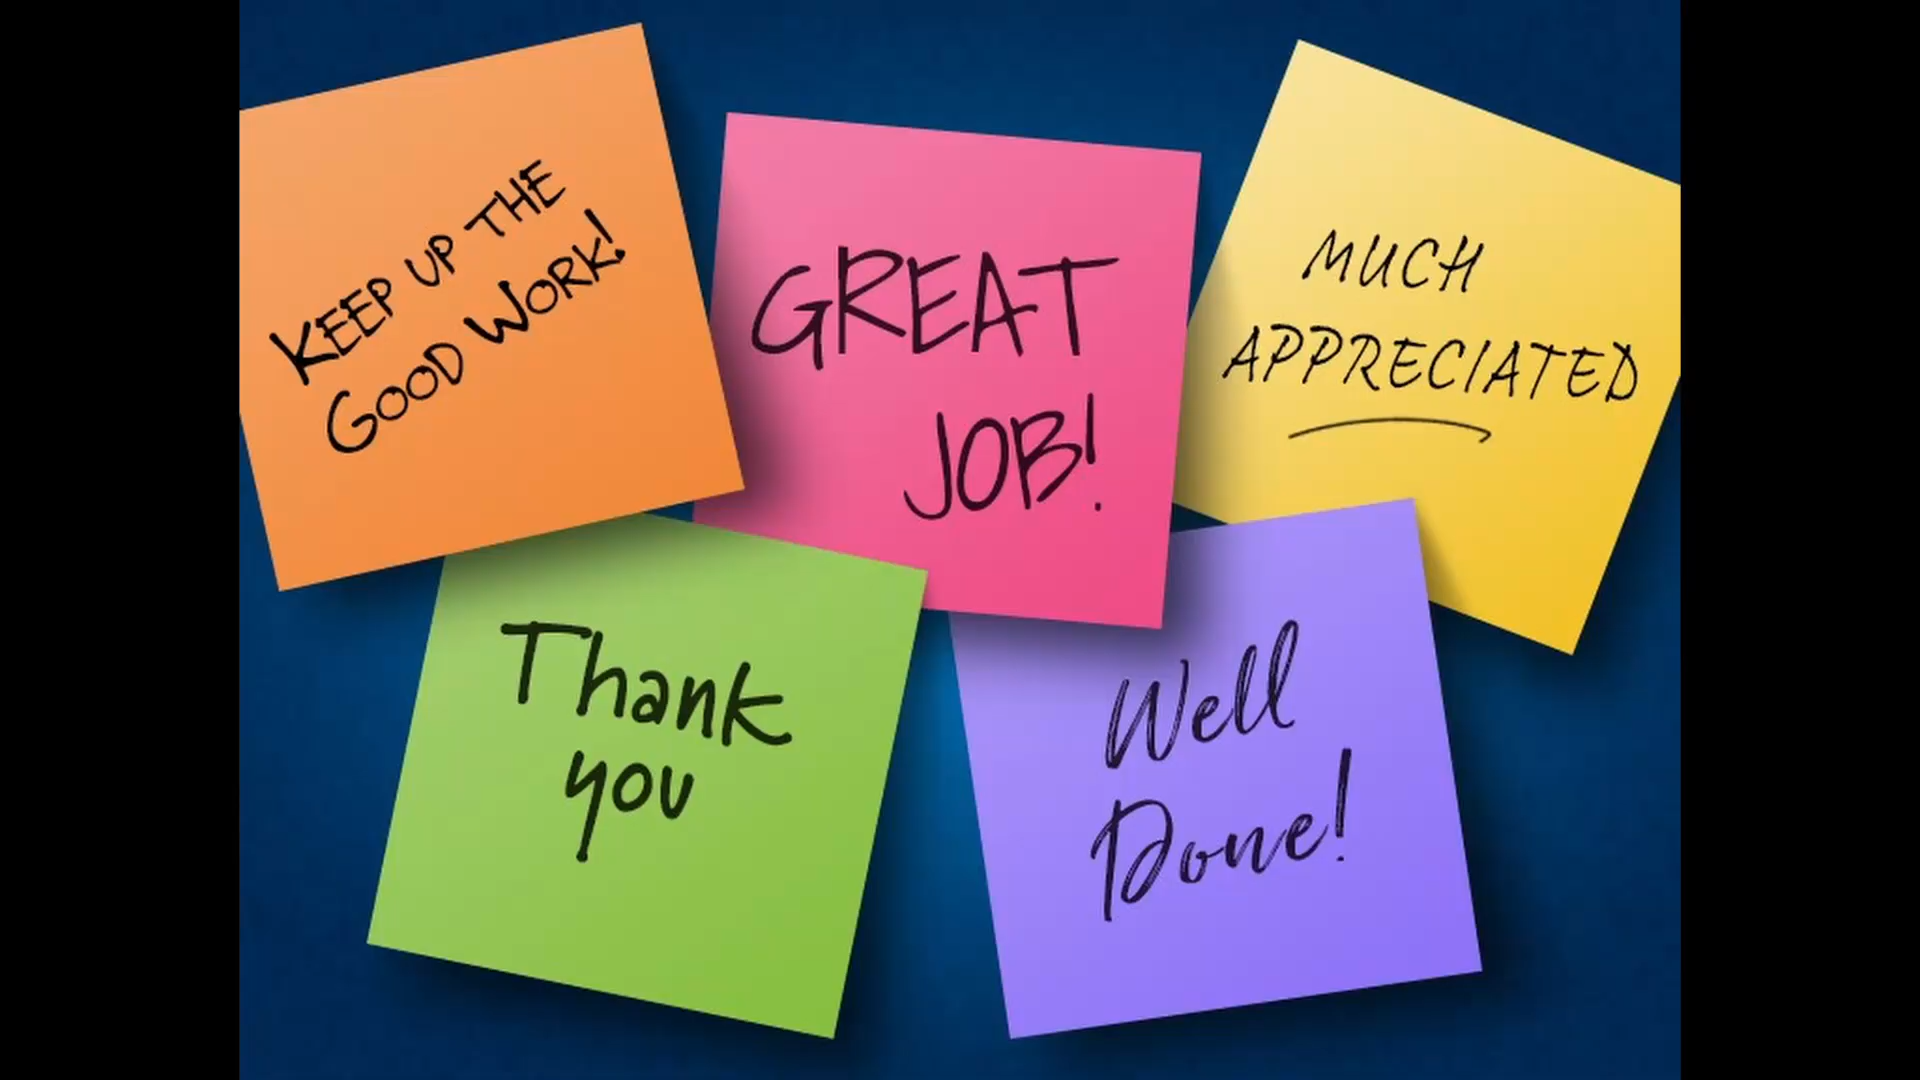 KEEP UP THE
GOOD WORK!
GREAT
JOB!
MUCH
APPRECIATED
Thank
you
Well
Done!